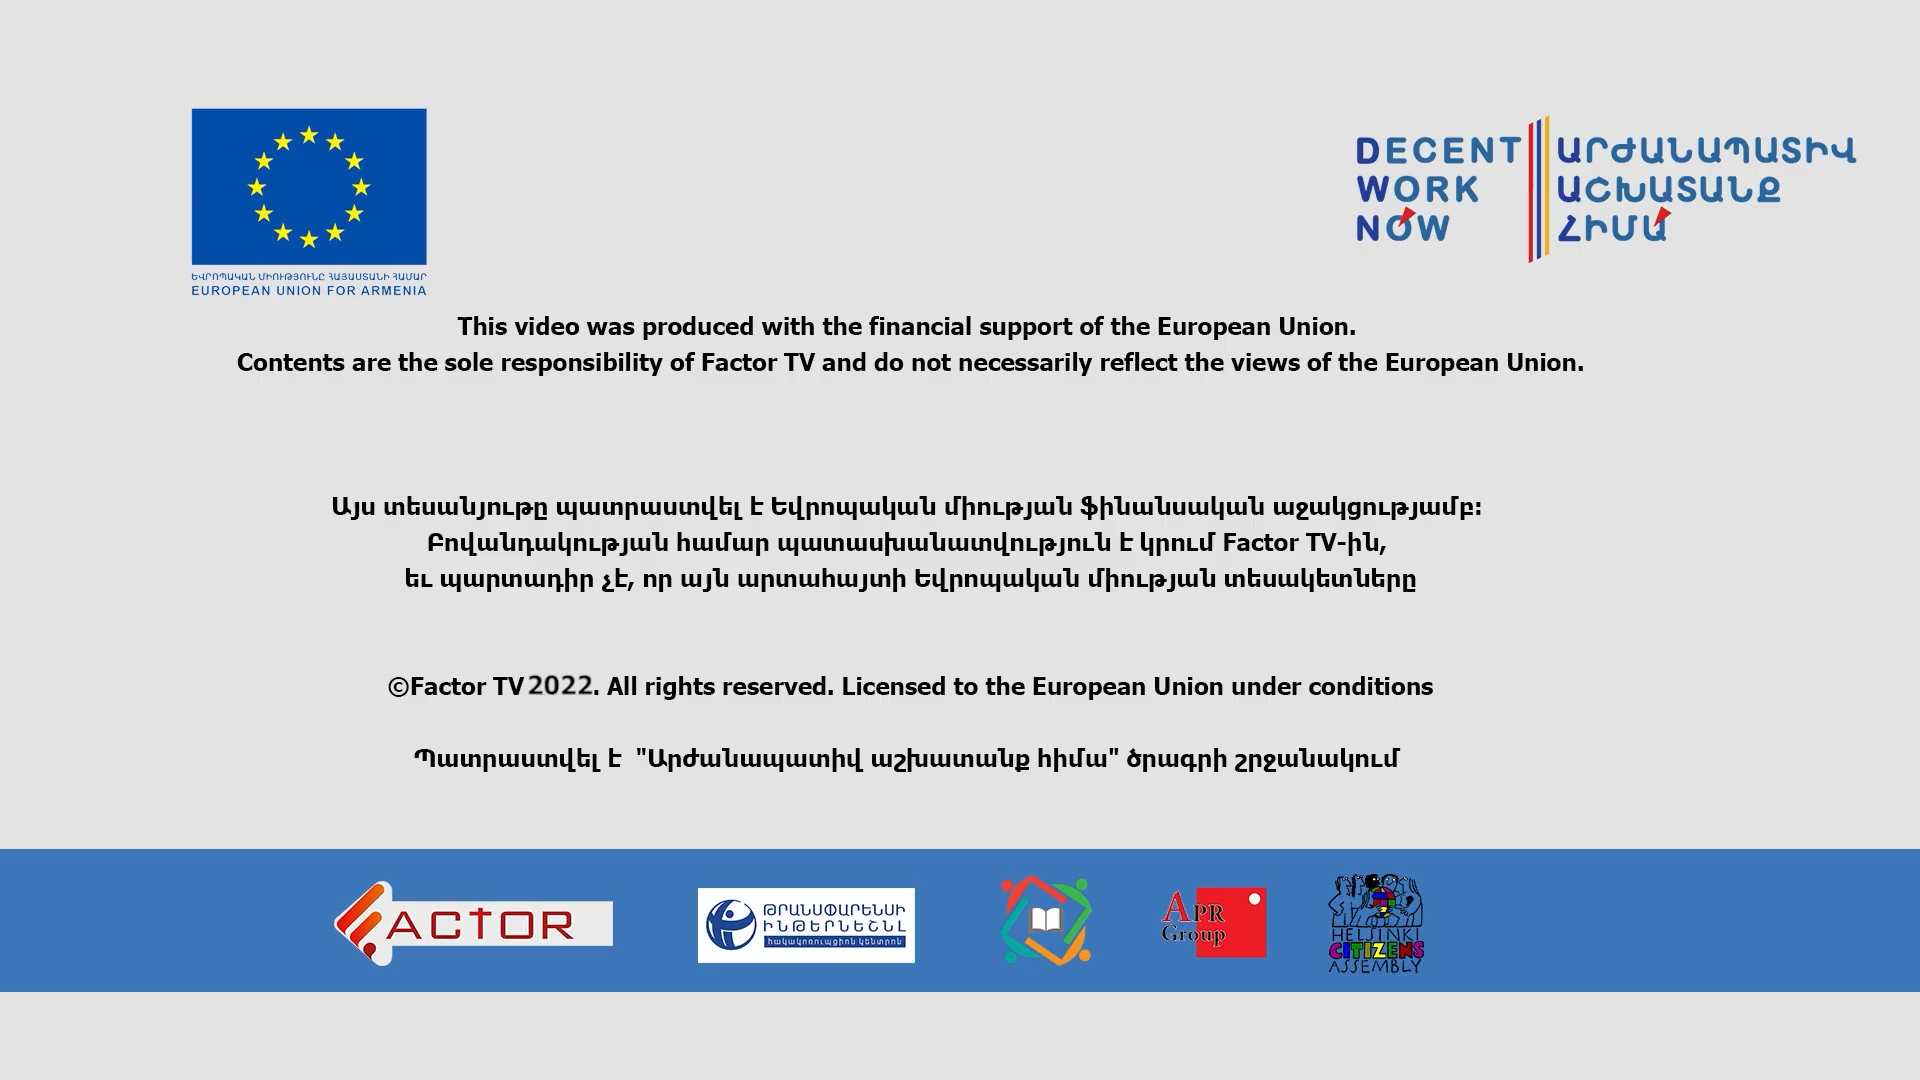 DECENT
WORK
NOW
ԱՐԺԱՆԱՊԱՏԻՎ
ԱՇԽԱՏԱՆՔ
ՀԻՄԱ
ԵՎՐՈՊԱԿԱՆ ՄԻՈՒԹՅՈՒՆԸ ՀԱՅԱՍՏԱՆԻ ՀԱՄԱՐ
EUROPEAN UNION FOR ARMENIA
This video was produced with the financial support of the European Union.
Contents are the sole responsibility of Factor TV and do not necessarily reflect the views of the European Union.
Այս տեսանյութը պատրաստվել է Եվրոպական միության ֆինանսական աջակցությամբ:
Բովանդակության համար պատասխանատվություն է կրում Factor TV-ին,
եւ պարտադիր չէ, որ այն արտահայտի Եվրոպական միության տեսակետները
©Factor TV 2022. All rights reserved. Licensed to the European Union under conditions
Պատրաստվել է "Արժանապատիվ աշխատանք հիմա" ծրագրի շրջանակում
FACTOR
ԹՐԱՆՍՓԱՐԵՆՍԻ
ԻՆԹԵՐՆԵՇՆԼ
հակակոռուպցիոն կենտրոն
APR
Group
HELSINKI
CITIZENS
ASSEMBLY